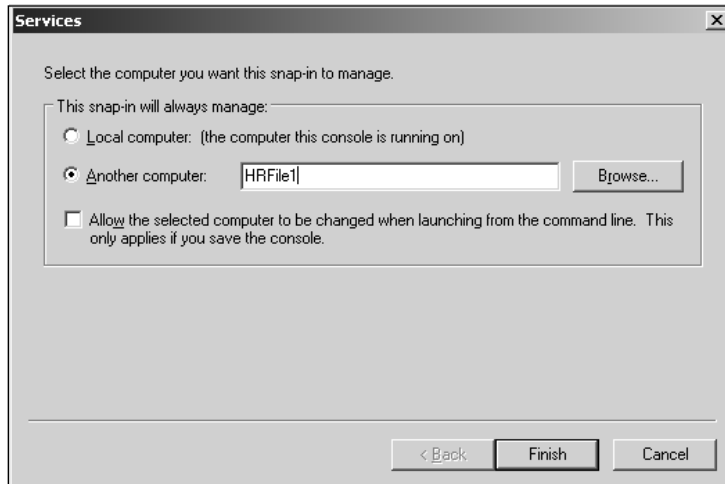 Services
Select the computer you want this snap-in to manage.
This snap-in will always manage:
Local computer: (the computer this console is running on)
Another computer: HRFile1 Browse...
Allow the selected computer to be changed when launching from the command line. This
only applies if you save the console.
< Back Finish Cancel